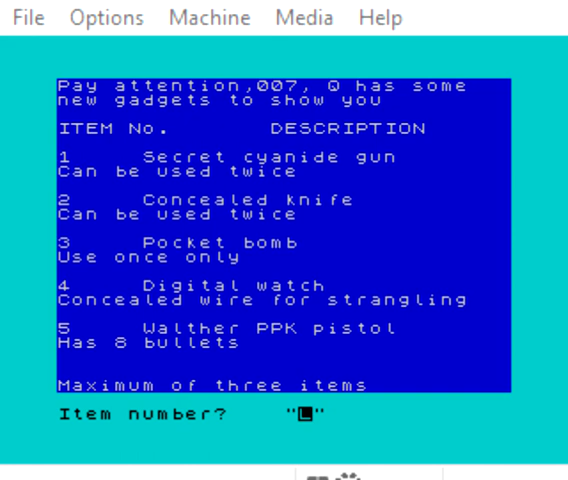 File Options Machine Media Help
Pay attention,007, Q has some
new gadgets to show you
ITEM No. DESCRIPTION
1 Secret cyanide gun
Can be used twice
2 Concealed knife
Can be used twice
3 Pocket bomb
Use once only
4 Digital watch
Concealed wire for strangling
5 Walther PPK pistol
Has 8 bullets
Maximum of three items
Item number? "L"